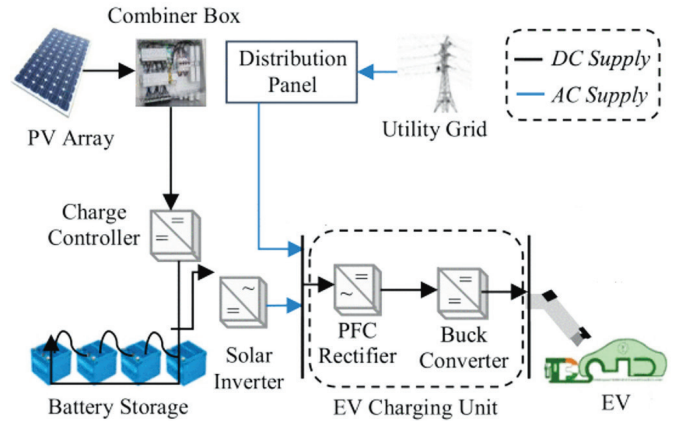 Combiner Box
PV Array
Distribution
Panel
Utility Grid
DC Supply
AC Supply
Charge
Controller
Battery Storage
Solar
Inverter
PFC
Rectifier
Buck
Converter
EV Charging Unit
EV